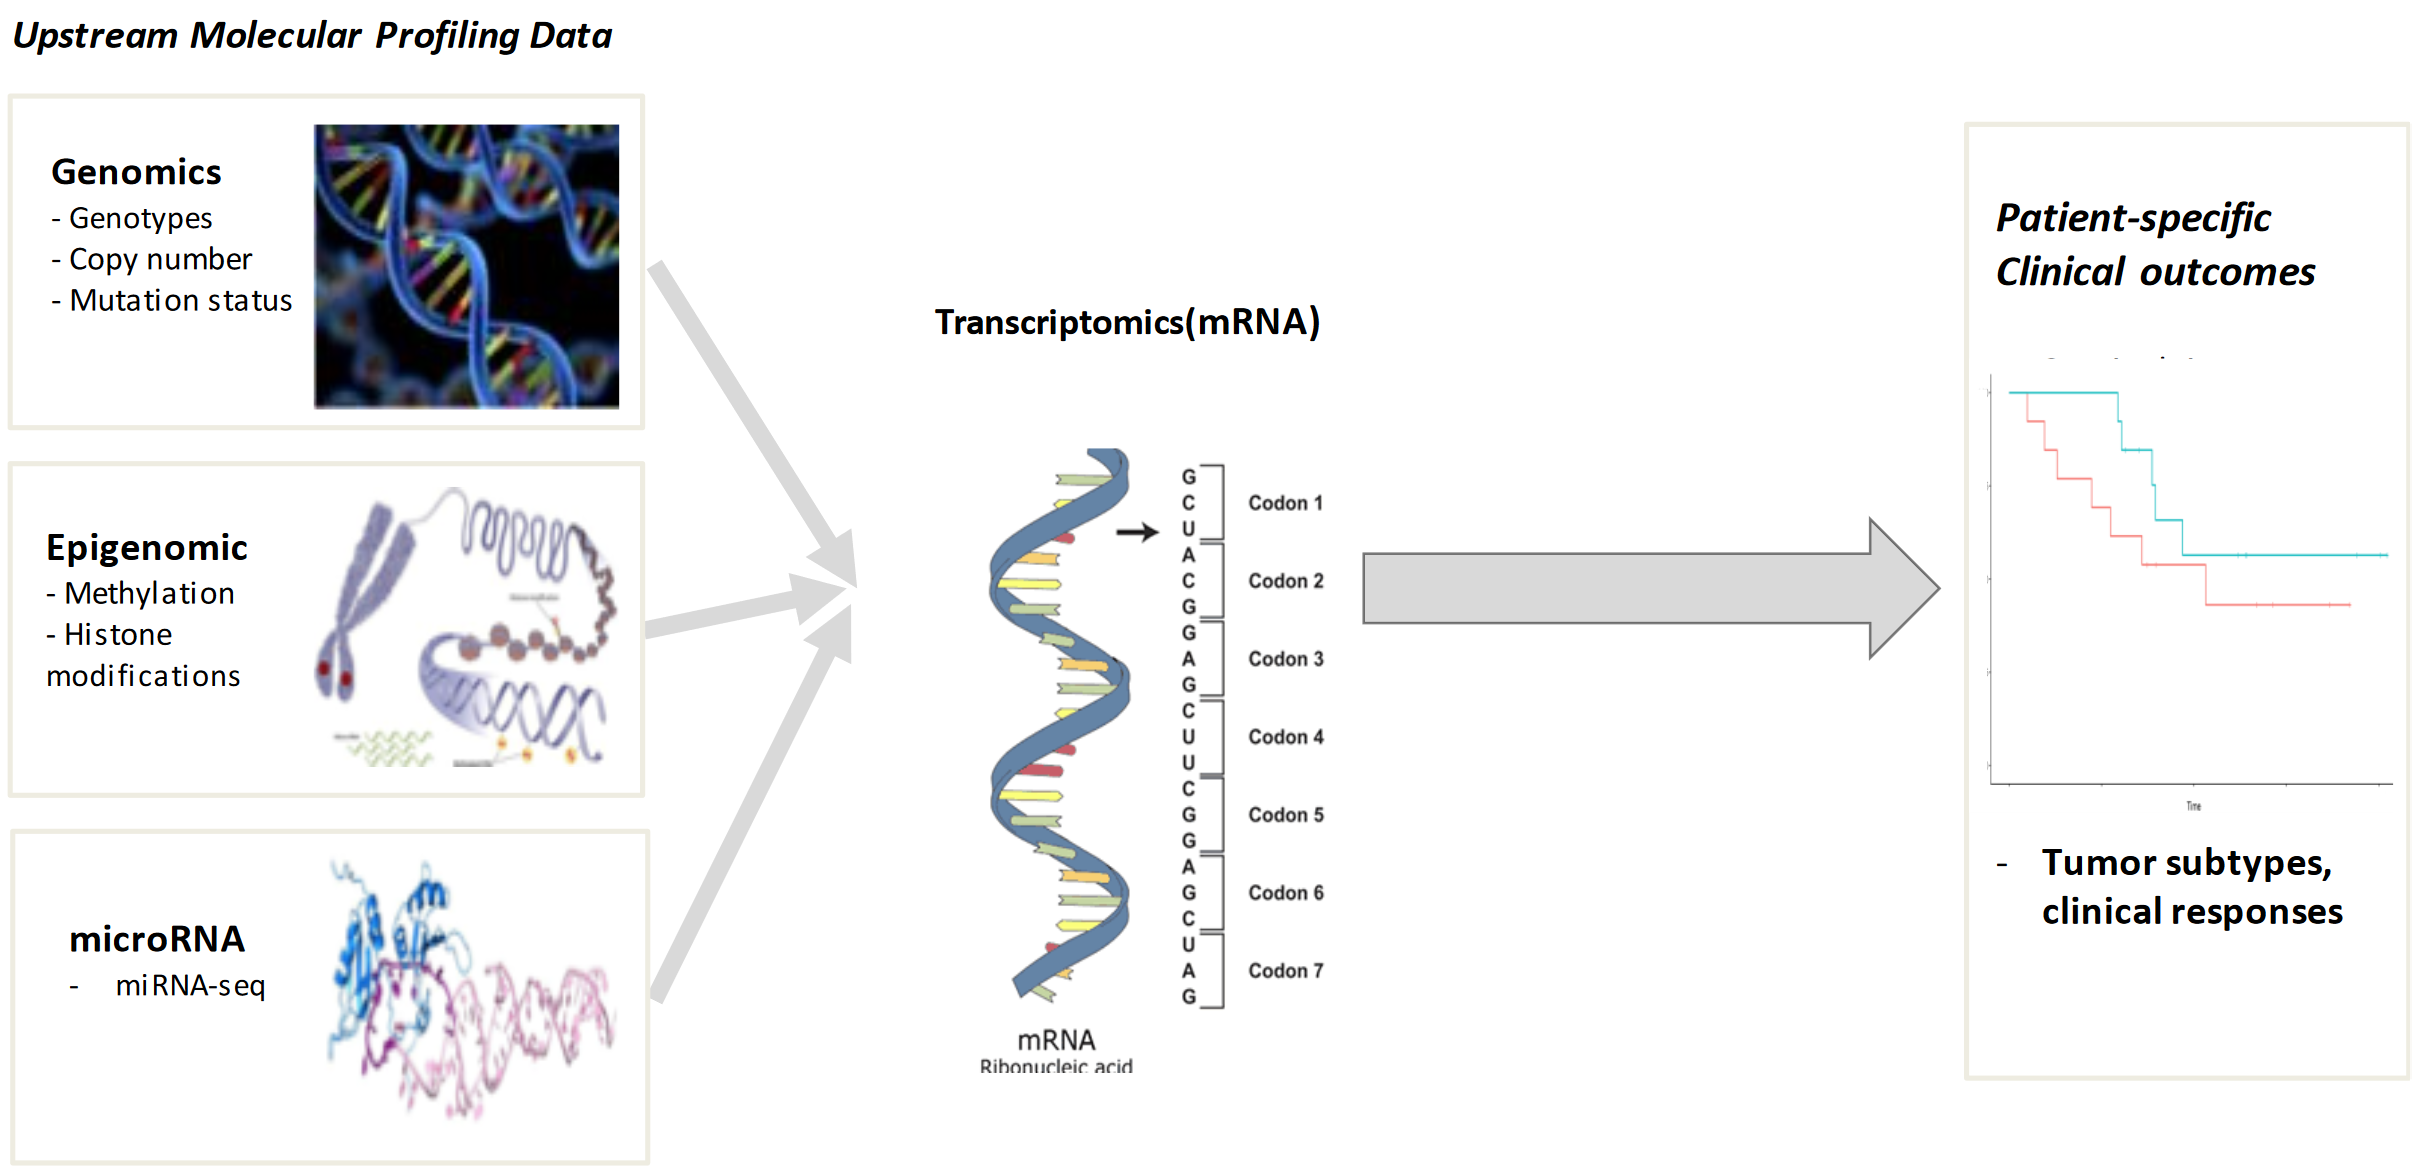 Upstream Molecular Profiling Data
Genomics
- Genotypes
- Copy number
- Mutation status
Epigenomic
- Methylation
- Histone
modifications
microRNA
- miRNA-seq
Transcriptomics(mRNA)
G
C
U
Codon 1
A
C
G
Codon 2
G
A
G
Codon 3
C
U
U
Codon 4
C
G
G
Codon 5
A
G
C
Codon 6
U
A
G
Codon 7
mRNA
Ribonucleic acid
Patient-specific
Clinical outcomes
Time
- Tumor subtypes,
clinical responses